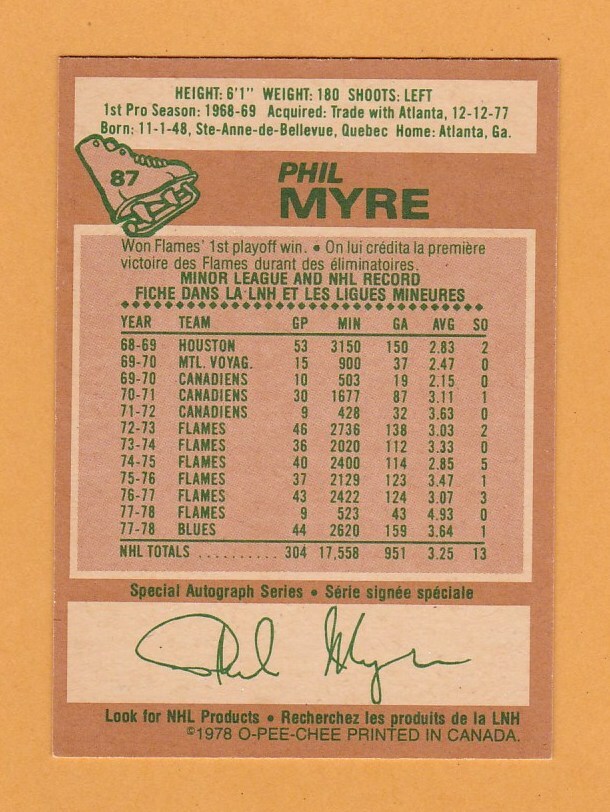 HEIGHT: 6'1" WEIGHT: 180 SHOOTS: LEFT
1st Pro Season: 1968-69 Acquired: Trade with Atlanta, 12-12-77
Born: 11-1-48, Ste-Anne-de-Bellevue, Quebec Home: Atlanta, Ga.
87
PHIL
MYRE
Won Flames' 1st playoff win. • On lui crédita la première
victoire des Flames durant des éliminatoires.
MINOR LEAGUE AND NHL RECORD
FICHE DANS LA LNH ET LES LIGUES MINEURES
YEAR TEAM GP MIN GA AVG SO
68-69 HOUSTON 53 3150 150 2.83 2
69-70 MTL. VOYAG. 15 900 37 2.47 0
69-70 CANADIENS 10 503 19 2.15 0
70-71 CANADIENS 30 1677 87 3.11 1
71-72 CANADIENS 9 428 32 3.63 0
72-73 FLAMES 46 2736 138 3.03 2
73-74 FLAMES 36 2020 112 3.33 0
74-75 FLAMES 40 2400 114 2.85 5
75-76 FLAMES 37 2129 123 3.47 1
76-77 FLAMES 43 2422 124 3.07 3
77-78 FLAMES 9 523 43 4.93 0
77-78 BLUES 44 2620 159 3.64 1
NHL TOTALS .......... 304 17,558 951 3.25 13
Special Autograph Series • Série signée spéciale
Phil Myre
Look for NHL Products • Recherchez les produits de la LNH
©1978 O-PEE-CHEE PRINTED IN CANADA.